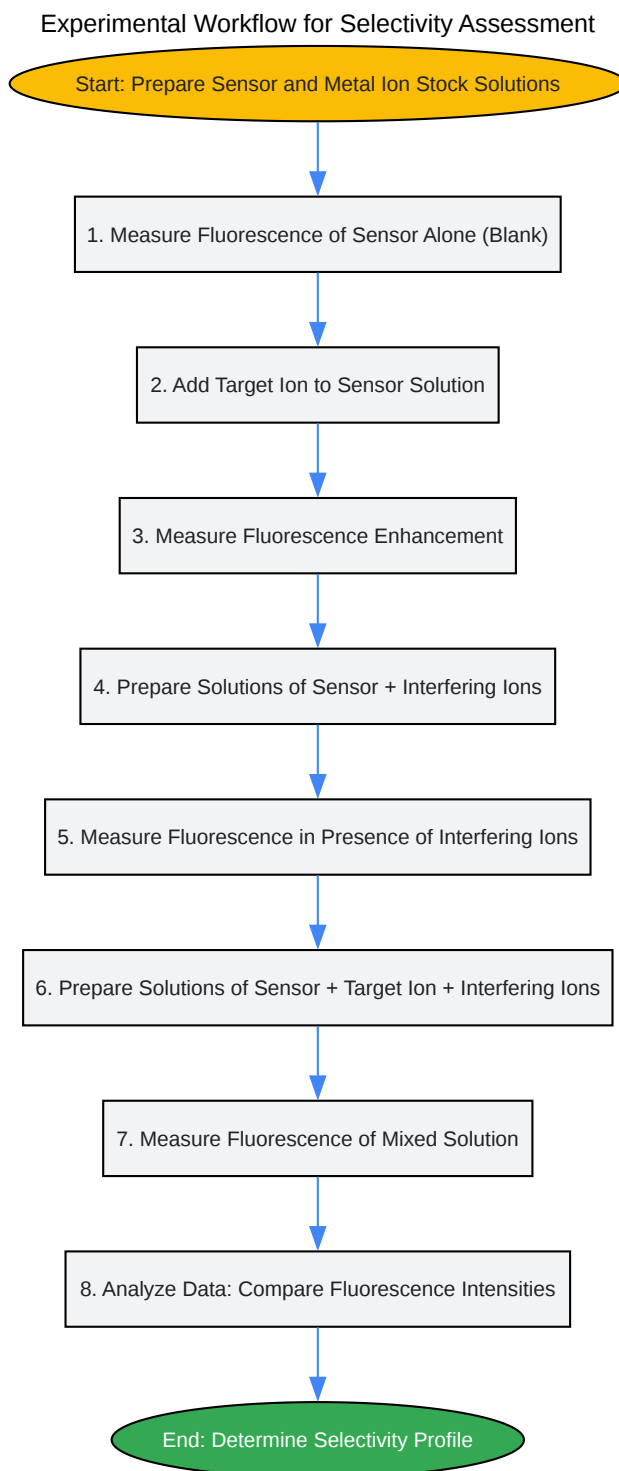 Experimental Workflow for Selectivity Assessment
Start: Prepare Sensor and Metal Ion Stock Solutions
1. Measure Fluorescence of Sensor Alone (Blank)
2. Add Target Ion to Sensor Solution
3. Measure Fluorescence Enhancement
4. Prepare Solutions of Sensor + Interfering Ions
5. Measure Fluorescence in Presence of Interfering Ions
6. Prepare Solutions of Sensor + Target Ion + Interfering Ions
7. Measure Fluorescence of Mixed Solution
8. Analyze Data: Compare Fluorescence Intensities
End: Determine Selectivity Profile